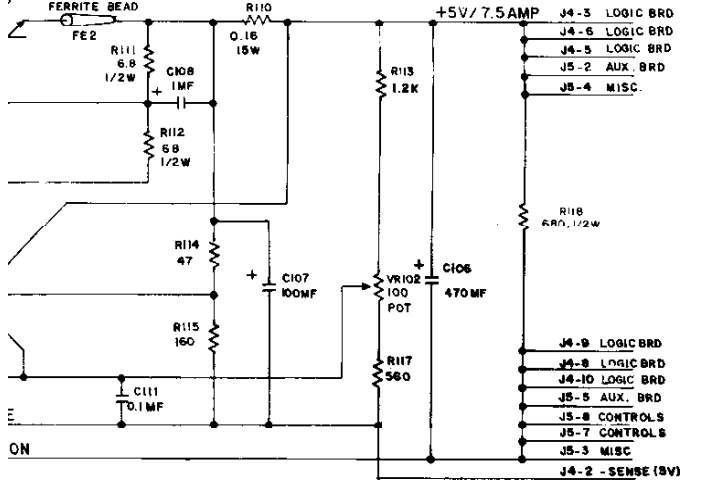 FERRITE BEAD
FE2
R110
0.16
15W
+5V/7.5AMP
J4-3 LOGIC BRD
J4-6 LOGIC BRD
J4-5 LOGIC BRD
J5-2 AUX. BRD
J5-4 MISC.
R111
6.8
1/2W
+
C108
1MF
R113
1.2K
R112
68
1/2W
R118
680,1/2W
R114
47
+
C107
100MF
VR102
100
POT
+
C106
470MF
R115
160
R117
560
C111
0.1MF
J4-9 LOGIC BRD
J4-8 LOGIC BRD
J4-10 LOGIC BRD
J5-5 AUX. BRD
J5-6 CONTROLS
J5-7 CONTROLS
J5-3 MISC
J4-2 -SENSE (5V)
E
ON